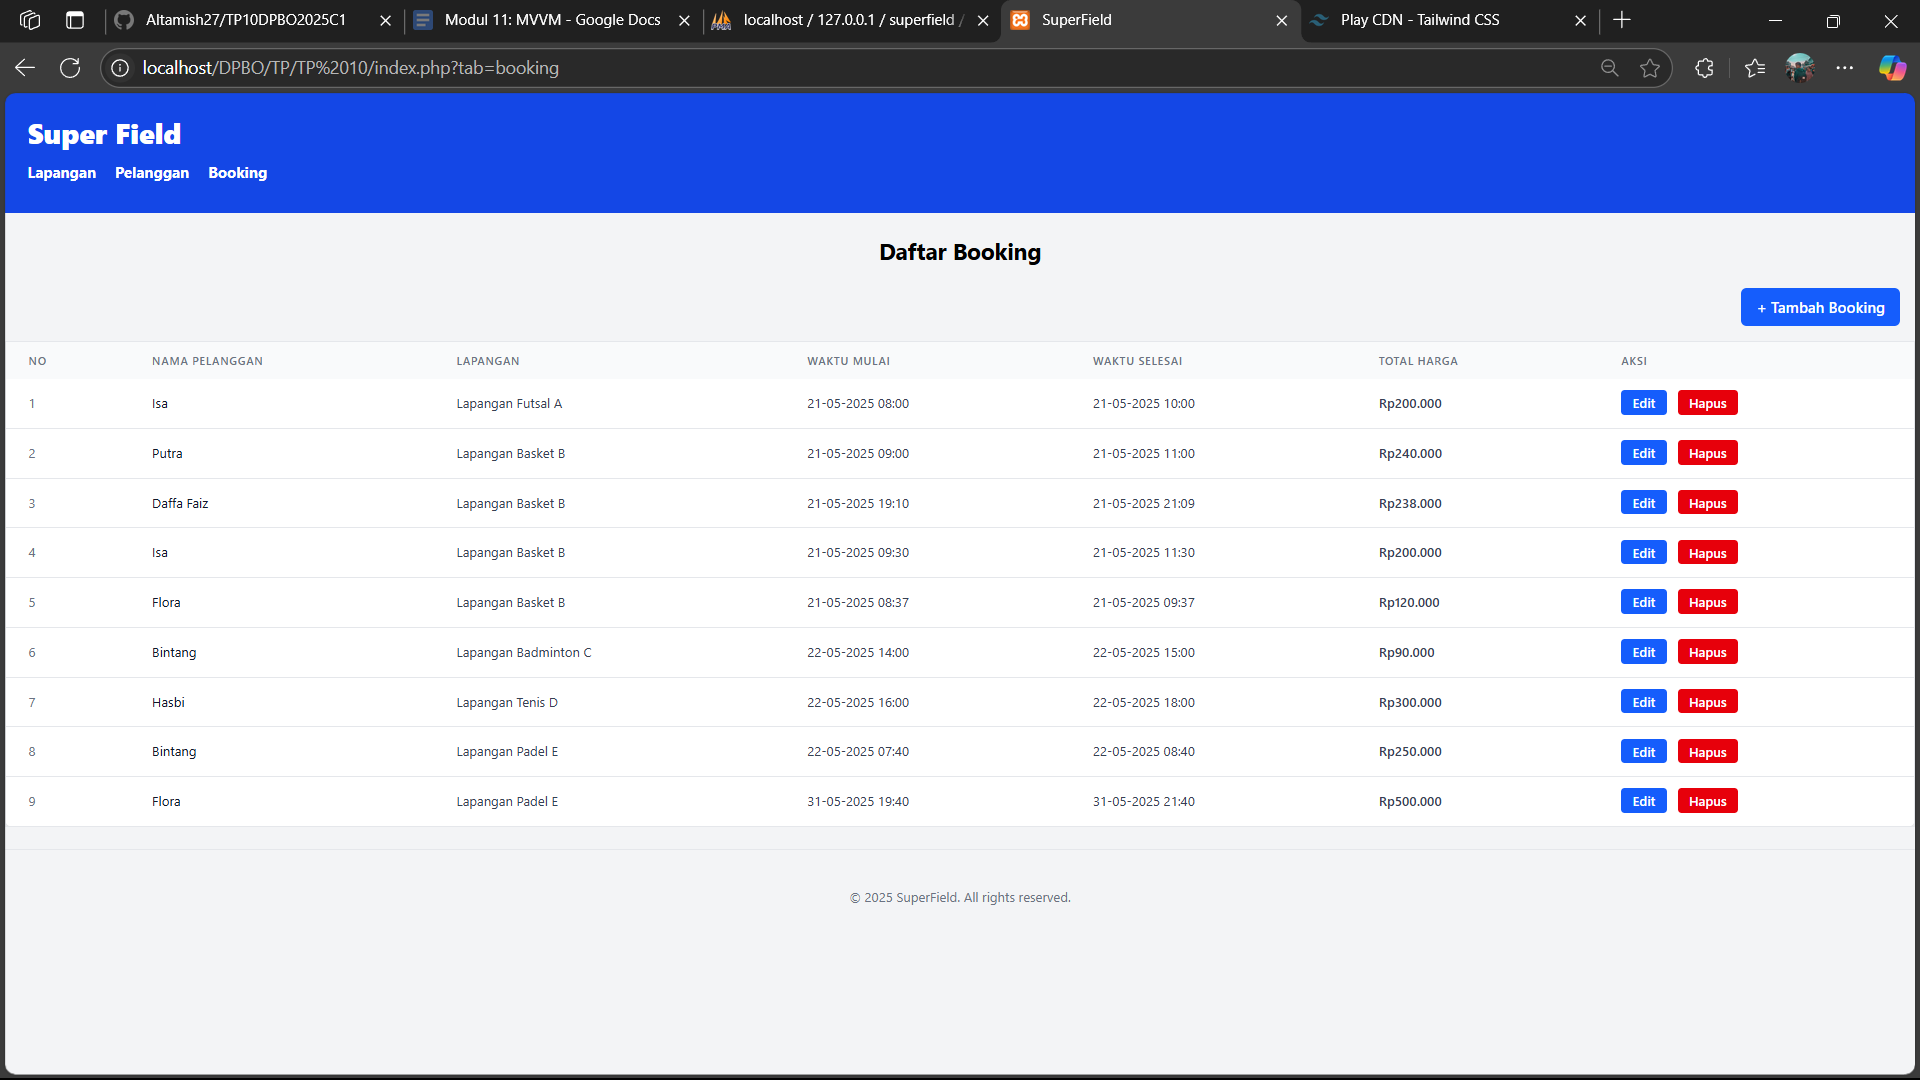 Altamish27/TP10DPBO2025C1
Modul 11: MVVM - Google Docs
localhost / 127.0.0.1 / superfield /
SuperField
Play CDN - Tailwind CSS
localhost/DPBO/TP/TP%2010/index.php?tab=booking
Super Field
Lapangan Pelanggan Booking
Daftar Booking
+ Tambah Booking
NO NAMA PELANGGAN LAPANGAN WAKTU MULAI WAKTU SELESAI TOTAL HARGA AKSI
1 Isa Lapangan Futsal A 21-05-2025 08:00 21-05-2025 10:00 Rp200.000 Edit Hapus
2 Putra Lapangan Basket B 21-05-2025 09:00 21-05-2025 11:00 Rp240.000 Edit Hapus
3 Daffa Faiz Lapangan Basket B 21-05-2025 19:10 21-05-2025 21:09 Rp238.000 Edit Hapus
4 Isa Lapangan Basket B 21-05-2025 09:30 21-05-2025 11:30 Rp200.000 Edit Hapus
5 Flora Lapangan Basket B 21-05-2025 08:37 21-05-2025 09:37 Rp120.000 Edit Hapus
6 Bintang Lapangan Badminton C 22-05-2025 14:00 22-05-2025 15:00 Rp90.000 Edit Hapus
7 Hasbi Lapangan Tenis D 22-05-2025 16:00 22-05-2025 18:00 Rp300.000 Edit Hapus
8 Bintang Lapangan Padel E 22-05-2025 07:40 22-05-2025 08:40 Rp250.000 Edit Hapus
9 Flora Lapangan Padel E 31-05-2025 19:40 31-05-2025 21:40 Rp500.000 Edit Hapus
© 2025 SuperField. All rights reserved.